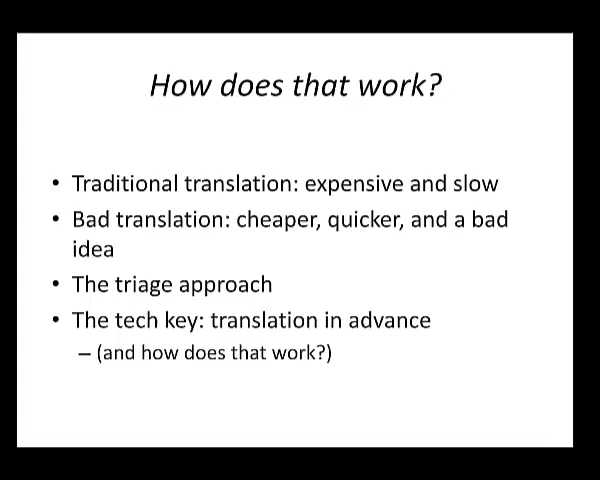 How does that work?
• Traditional translation: expensive and slow
• Bad translation: cheaper, quicker, and a bad
idea
• The triage approach
• The tech key: translation in advance
– (and how does that work?)